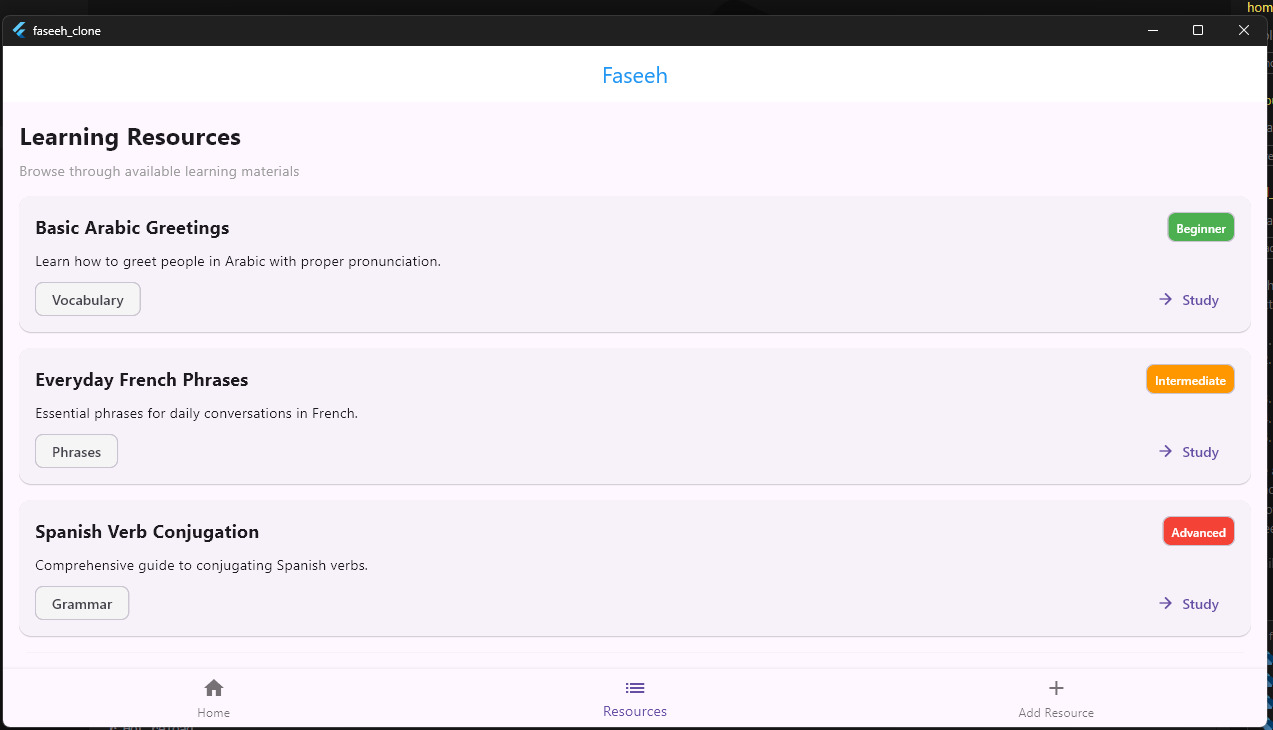 faseeh_clone
Faseeh
Learning Resources
Browse through available learning materials
Basic Arabic Greetings
Beginner
Learn how to greet people in Arabic with proper pronunciation.
Vocabulary
Study
Everyday French Phrases
Intermediate
Essential phrases for daily conversations in French.
Phrases
Study
Spanish Verb Conjugation
Advanced
Comprehensive guide to conjugating Spanish verbs.
Grammar
Study
Home
Resources
Add Resource